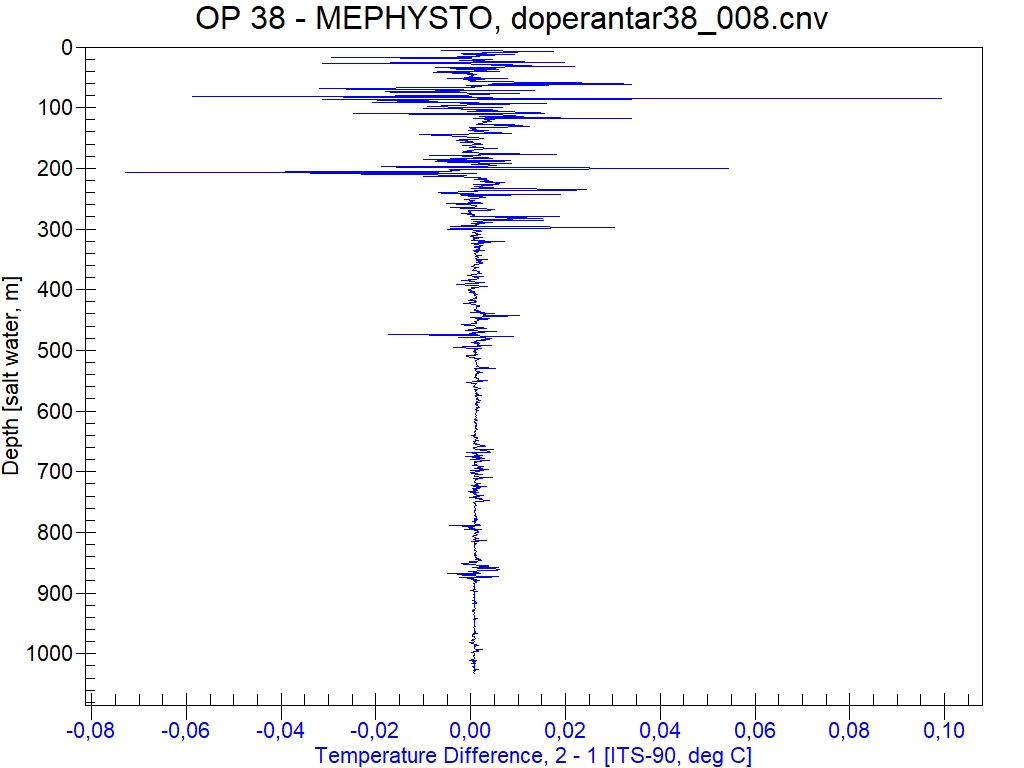 OP 38 - MEPHYSTO, doperantar38_008.cnv
0
100
200
300
400
500
600
700
800
900
1000
Depth [salt water, m]
-0,08 -0,06 -0,04 -0,02 0,00 0,02 0,04 0,06 0,08 0,10
Temperature Difference, 2 - 1 [ITS-90, deg C]